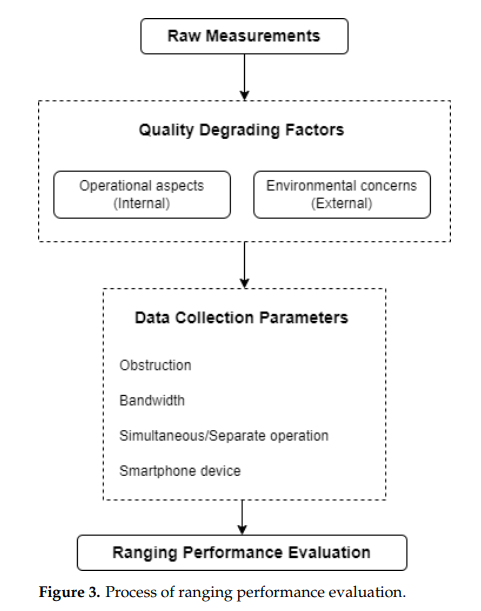 Raw Measurements
Quality Degrading Factors
Operational aspects
(Internal)
Environmental concerns
(External)
Data Collection Parameters
Obstruction
Bandwidth
Simultaneous/Separate operation
Smartphone device
Ranging Performance Evaluation
Figure 3. Process of ranging performance evaluation.